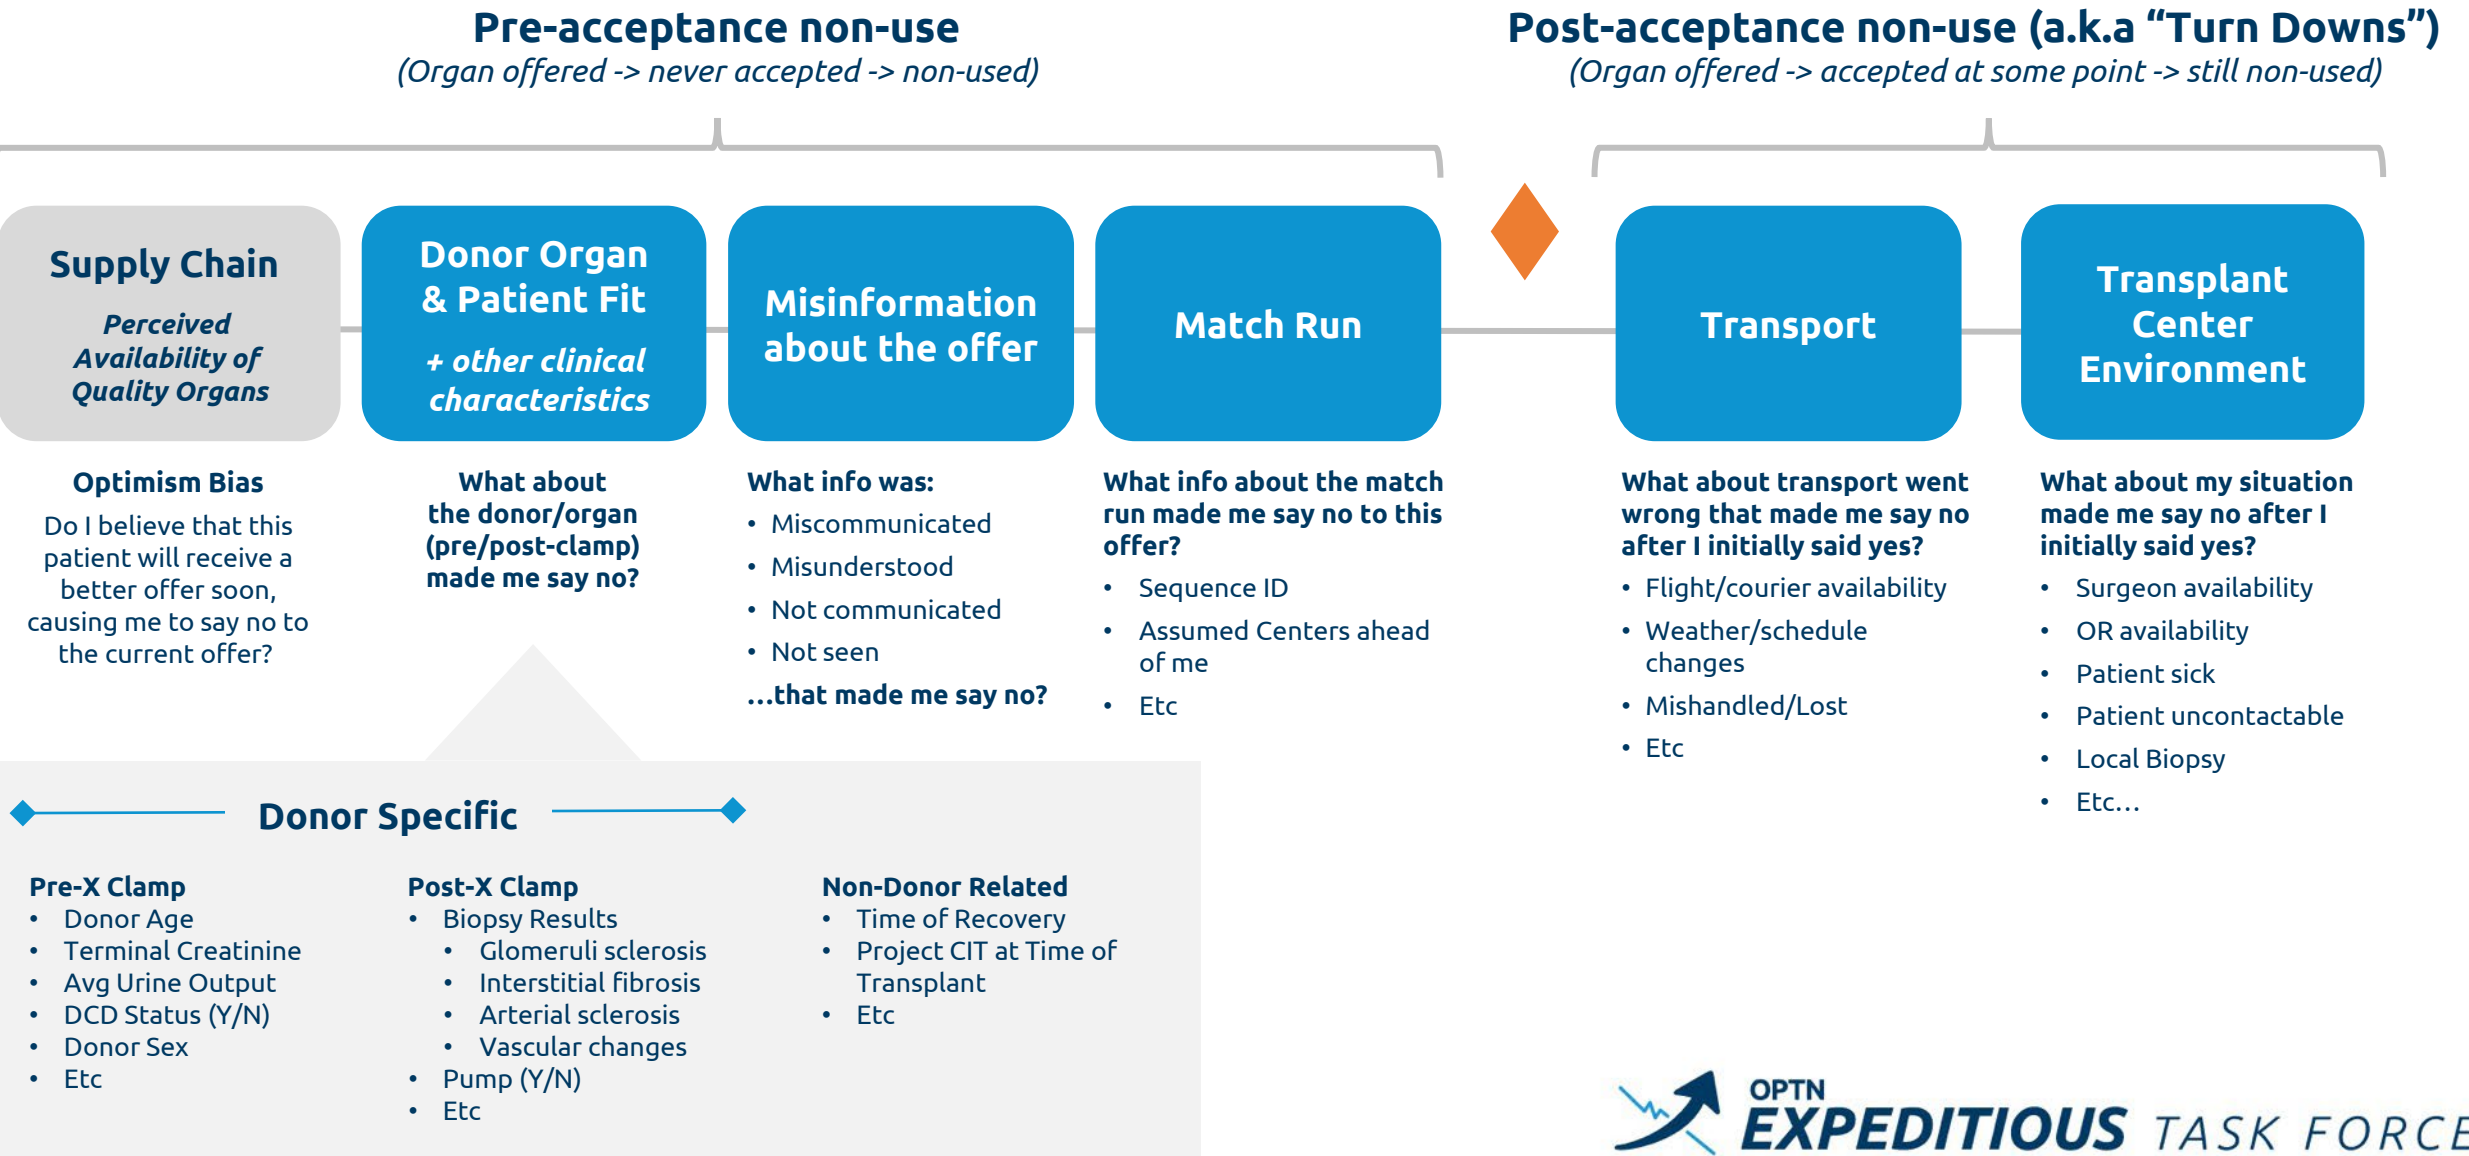 Pre-acceptance non-use
(Organ offered -> never accepted -> non-used)
Post-acceptance non-use (a.k.a “Turn Downs”)
(Organ offered -> accepted at some point -> still non-used)
Supply Chain
Perceived
Availability of
Quality Organs
Donor Organ
& Patient Fit
+ other clinical
characteristics
Misinformation
about the offer
Match Run
Transport
Transplant
Center
Environment
Optimism Bias
Do I believe that this
patient will receive a
better offer soon,
causing me to say no to
the current offer?
What about
the donor/organ
(pre/post-clamp)
made me say no?
What info was:
• Miscommunicated
• Misunderstood
• Not communicated
• Not seen
...that made me say no?
What info about the match
run made me say no to this
offer?
• Sequence ID
• Assumed Centers ahead
of me
• Etc
What about transport went
wrong that made me say no
after I initially said yes?
• Flight/courier availability
• Weather/schedule
changes
• Mishandled/Lost
• Etc
What about my situation
made me say no after I
initially said yes?
• Surgeon availability
• OR availability
• Patient sick
• Patient uncontactable
• Local Biopsy
• Etc...
Donor Specific
Pre-X Clamp
• Donor Age
• Terminal Creatinine
• Avg Urine Output
• DCD Status (Y/N)
• Donor Sex
• Etc
Post-X Clamp
• Biopsy Results
• Glomeruli sclerosis
• Interstitial fibrosis
• Arterial sclerosis
• Vascular changes
• Pump (Y/N)
• Etc
Non-Donor Related
• Time of Recovery
• Project CIT at Time of
Transplant
• Etc
OPTN
EXPEDITIOUS TASK FORCE